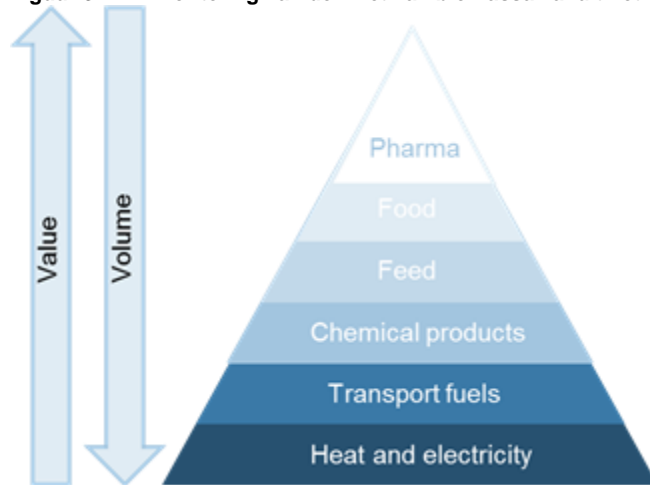 Value
Volume
Pharma
Food
Feed
Chemical products
Transport fuels
Heat and electricity